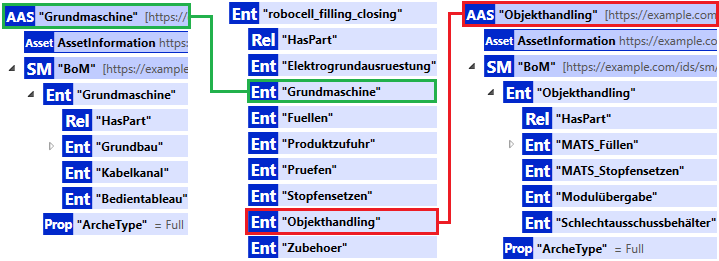 AAS "Grundmaschine" [https://
Asset AssetInformation https:
SM "BoM" [https://example
Ent "Grundmaschine"
Rel "HasPart"
Ent "Grundbau"
Ent "Kabelkanal"
Ent "Bedientableau"
Prop "ArcheType" = Full
Ent "robocell_filling_closing"
Rel "HasPart"
Ent "Elektrogrundausruestung"
Ent "Grundmaschine"
Ent "Fuellen"
Ent "Produktzufuhr"
Ent "Pruefen"
Ent "Stopfensetzen"
Ent "Objekthandling"
Ent "Zubehoer"
AAS "Objekthandling" [https://example.com
Asset AssetInformation https://example.co
SM "BoM" [https://example.com/ids/sm/
Ent "Objekthandling"
Rel "HasPart"
Ent "MATS_Füllen"
Ent "MATS_Stopfensetzen"
Ent "Modulübergabe"
Ent "Schlechtausschussbehälter"
Prop "ArcheType" = Full